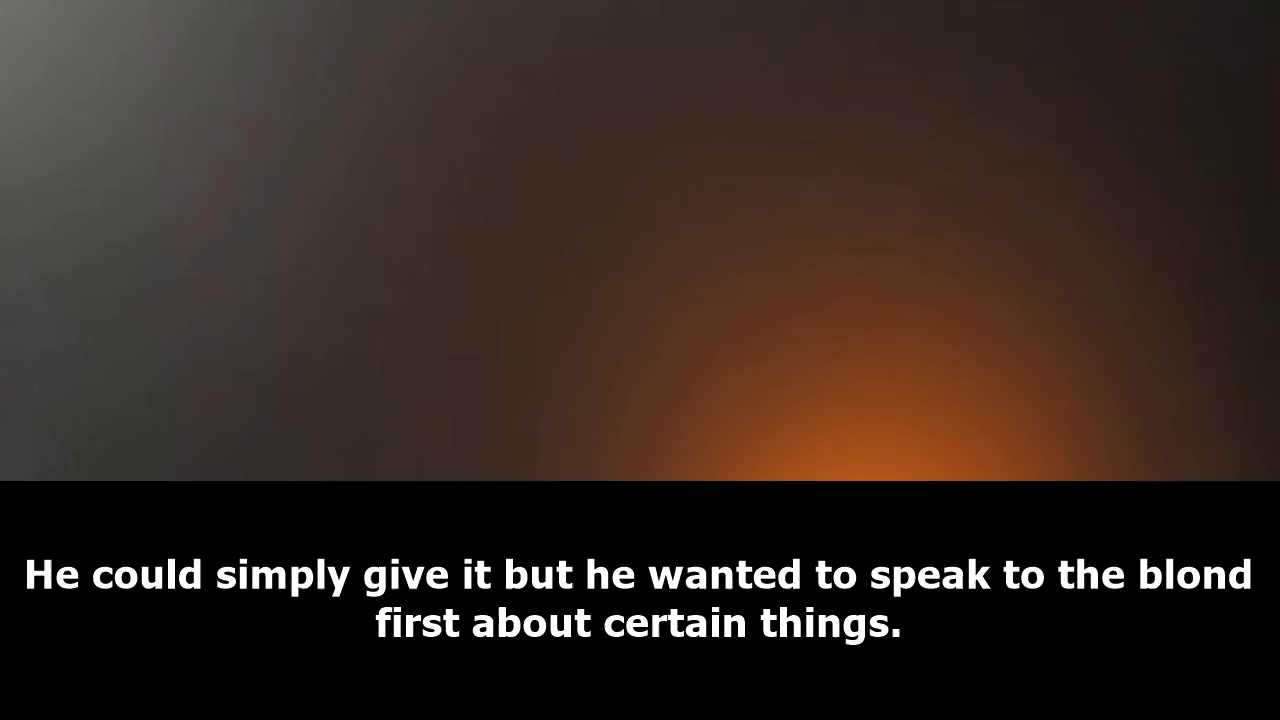 He could simply give it but he wanted to speak to the blond
first about certain things.